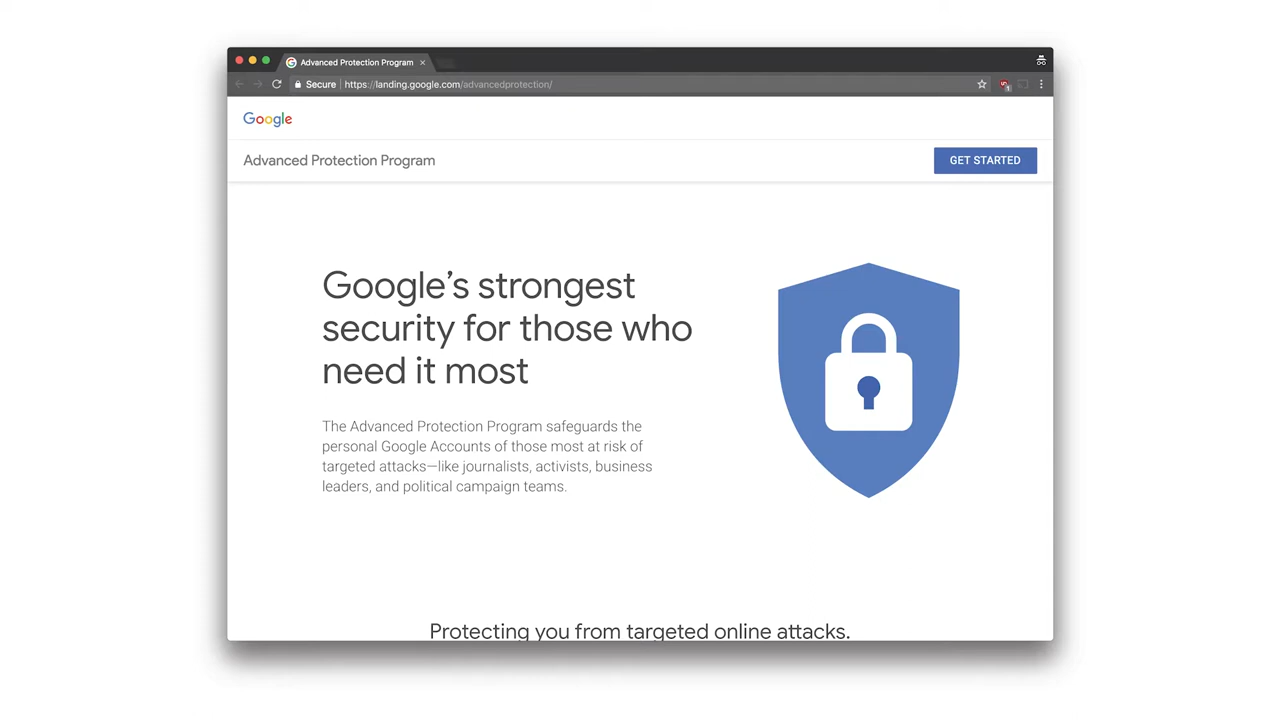 Advanced Protection Program
Secure https://landing.google.com/advancedprotection/
1
Google
Advanced Protection Program
GET STARTED
Google’s strongest
security for those who
need it most
The Advanced Protection Program safeguards the
personal Google Accounts of those most at risk of
targeted attacks—like journalists, activists, business
leaders, and political campaign teams.
Protecting you from targeted online attacks.